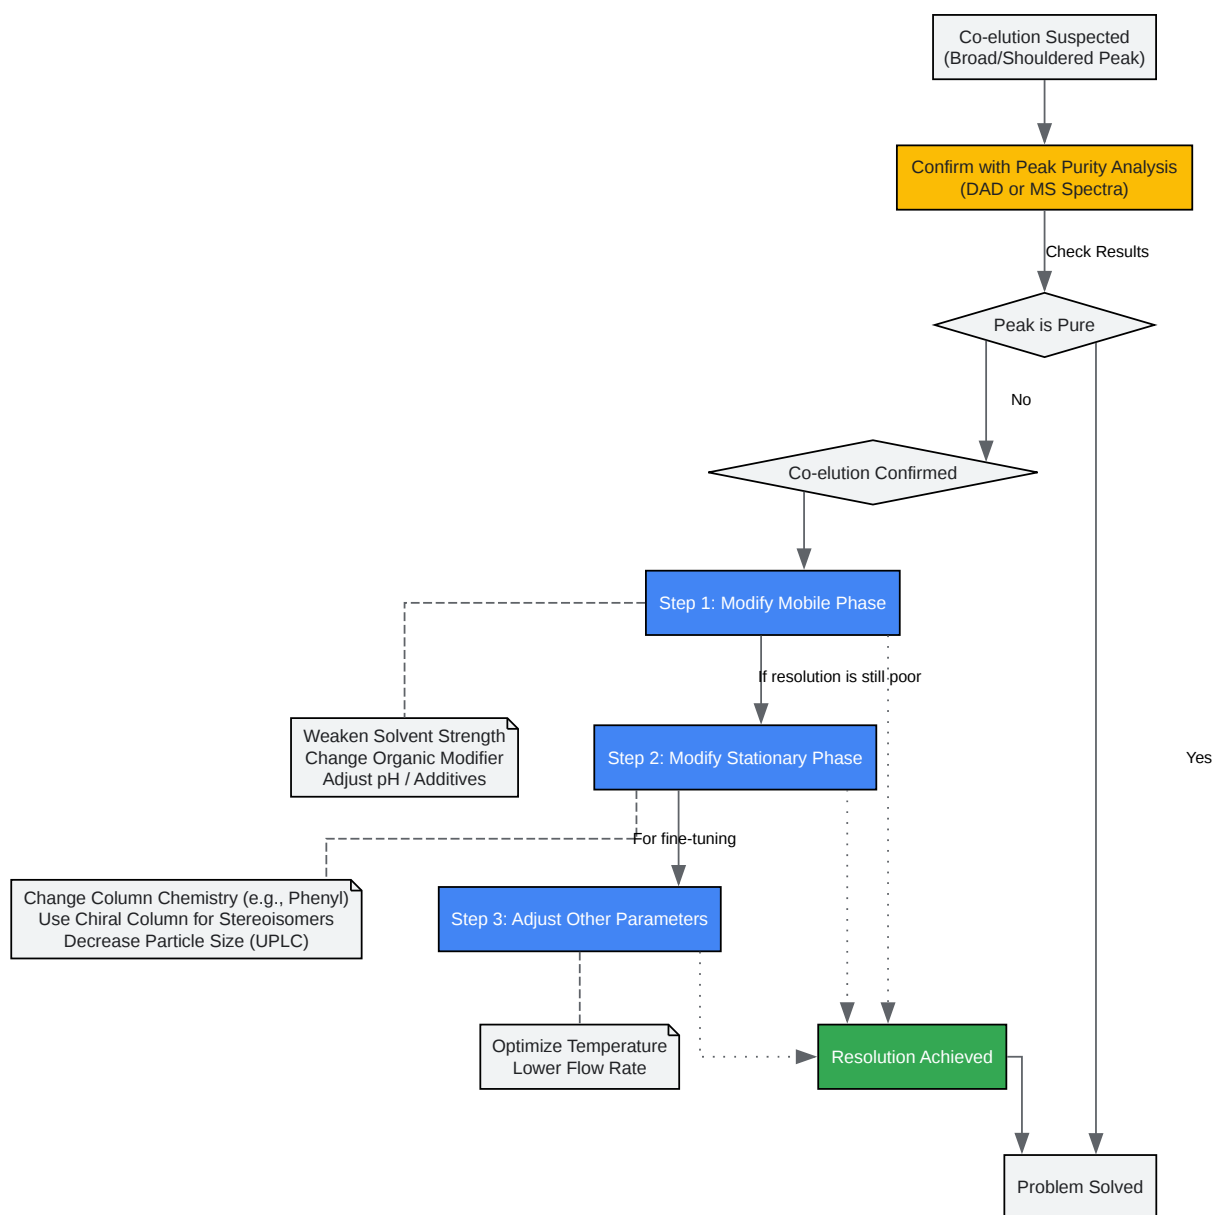 Co-elution Suspected
(Broad/Shouldered Peak)
Confirm with Peak Purity Analysis
(DAD or MS Spectra)
Check Results
Peak is Pure
No
Co-elution Confirmed
Step 1: Modify Mobile Phase
If resolution is still poor
Weaken Solvent Strength
Change Organic Modifier
Adjust pH / Additives
Step 2: Modify Stationary Phase
Yes
For fine-tuning
Change Column Chemistry (e.g., Phenyl)
Use Chiral Column for Stereoisomers
Decrease Particle Size (UPLC)
Step 3: Adjust Other Parameters
Optimize Temperature
Lower Flow Rate
Resolution Achieved
Problem Solved